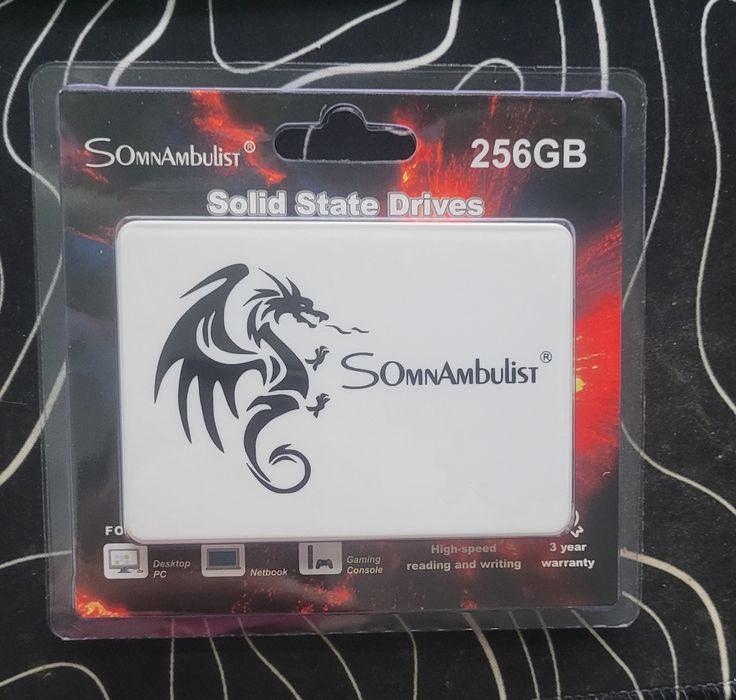 SOmnAmbulist®
256GB
Solid State Drives
SOmnAmbulist®
FO
Desktop
PC
Netbook
Gaming
Console
High-speed
reading and writing
3 year
warranty